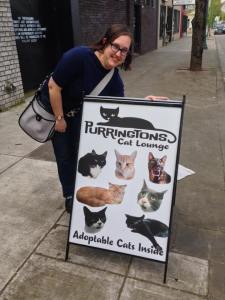 PURRINGTONS
Cat Lounge
Adoptable Cats Inside